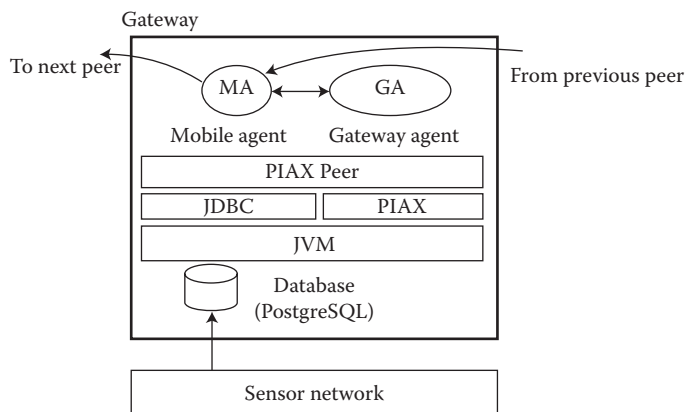 Gateway
To next peer
From previous peer
MA
GA
Mobile agent
Gateway agent
PIAX Peer
JDBC
PIAX
JVM
Database
(PostgreSQL)
Sensor network